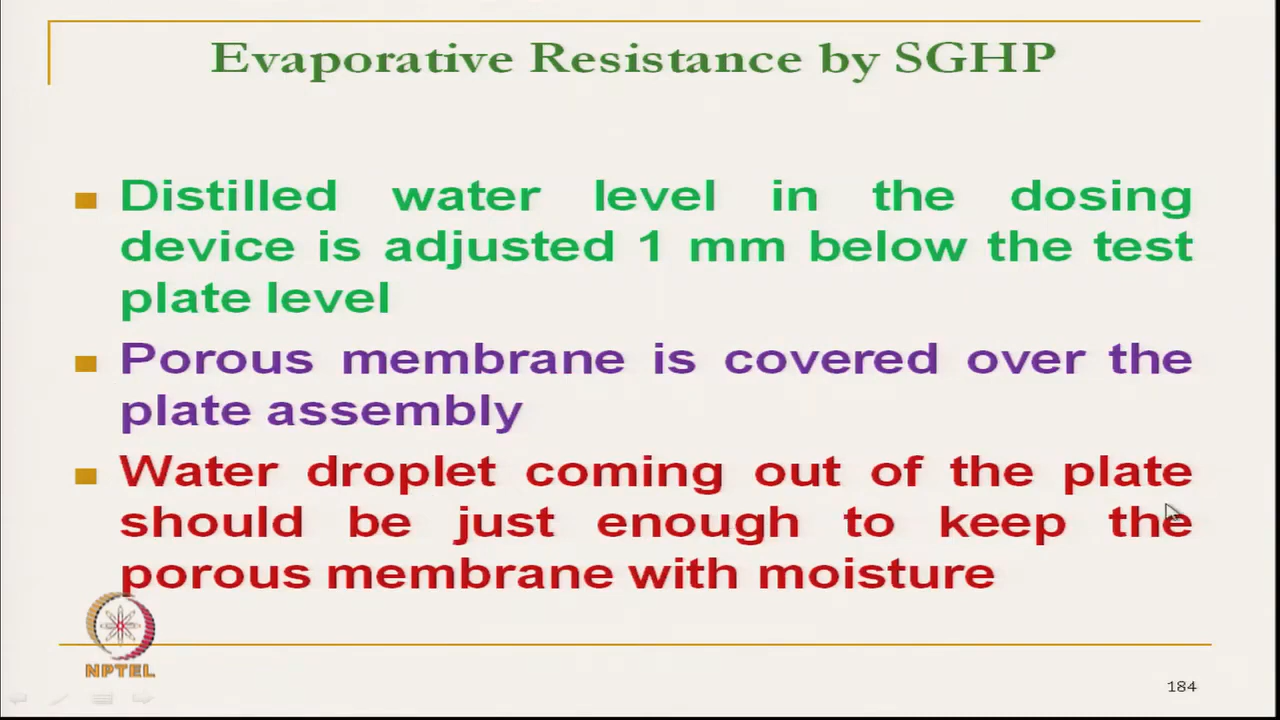 Evaporative Resistance by SGHP
Distilled water level in the dosing
device is adjusted 1 mm below the test
plate level
Porous membrane is covered over the
plate assembly
Water droplet coming out of the plate
should be just enough to keep the
porous membrane with moisture
NPTEL
184